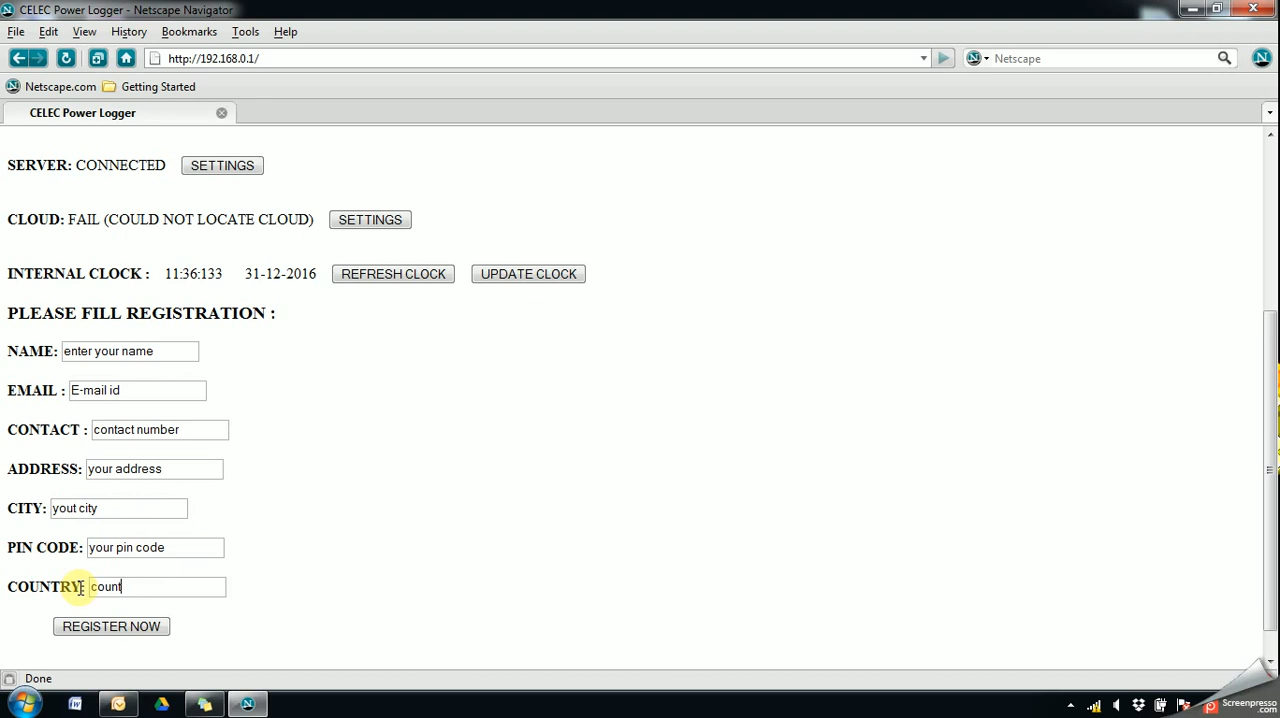 CELEC Power Logger - Netscape Navigator
File Edit View History Bookmarks Tools Help
http://192.168.0.1/ Netscape
Netscape.com Getting Started
CELEC Power Logger
SERVER: CONNECTED SETTINGS
CLOUD: FAIL (COULD NOT LOCATE CLOUD) SETTINGS
INTERNAL CLOCK : 11:36:133 31-12-2016 REFRESH CLOCK UPDATE CLOCK
PLEASE FILL REGISTRATION :
NAME: enter your name
EMAIL : E-mail id
CONTACT : contact number
ADDRESS: your address
CITY: yout city
PIN CODE: your pin code
COUNTRY: count
REGISTER NOW
Done
Screenpresso
.com